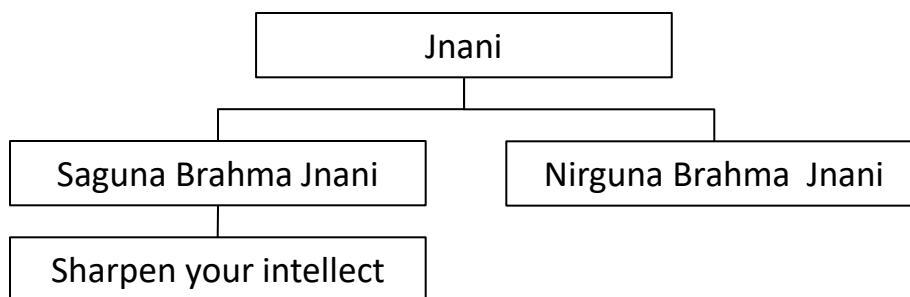 Jnani
Saguna Brahma Jnani
Nirguna Brahma Jnani
Sharpen your intellect